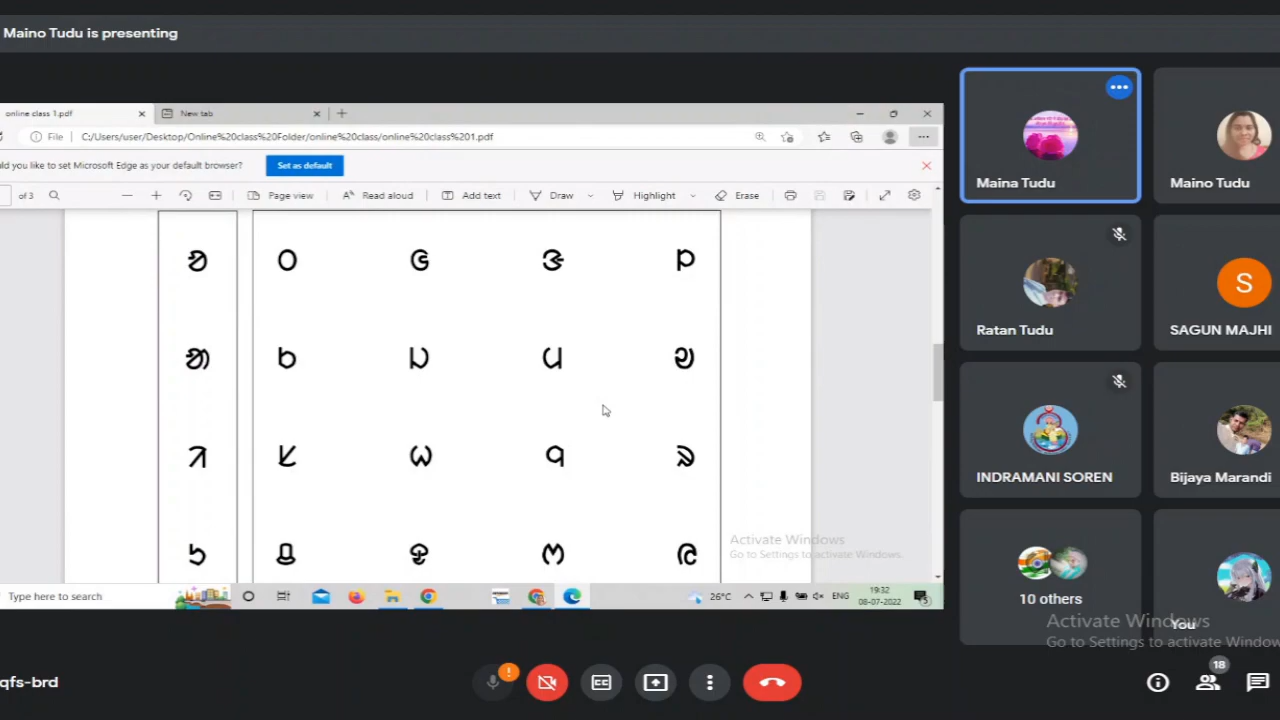 Maino Tudu is presenting
online class 1.pdf
New tab
File
C:/Users/user/Desktop/Online%20class%20Folder/online%20class/online%20class%201.pdf
uld you like to set Microsoft Edge as your default browser? Set as default
of 3 Page view Read aloud Add text Draw Highlight Erase
ᱚ ᱛ ᱜ ᱝ ᱞ
ᱟ ᱠ ᱡ ᱢ ᱣ
ᱤ ᱥ ᱦ ᱧ ᱨ
ᱩ ᱪ ᱫ ᱬ ᱭ
Activate Windows
Go to Settings to activate Windows.
Type here to search
26°C
ENG
19:32
08-07-2022
Maina Tudu
Maino Tudu
Ratan Tudu
S
SAGUN MAJHI
INDRAMANI SOREN
Bijaya Marandi
10 others
You
Activate Windows
Go to Settings to activate Window
qfs-brd
CC
18